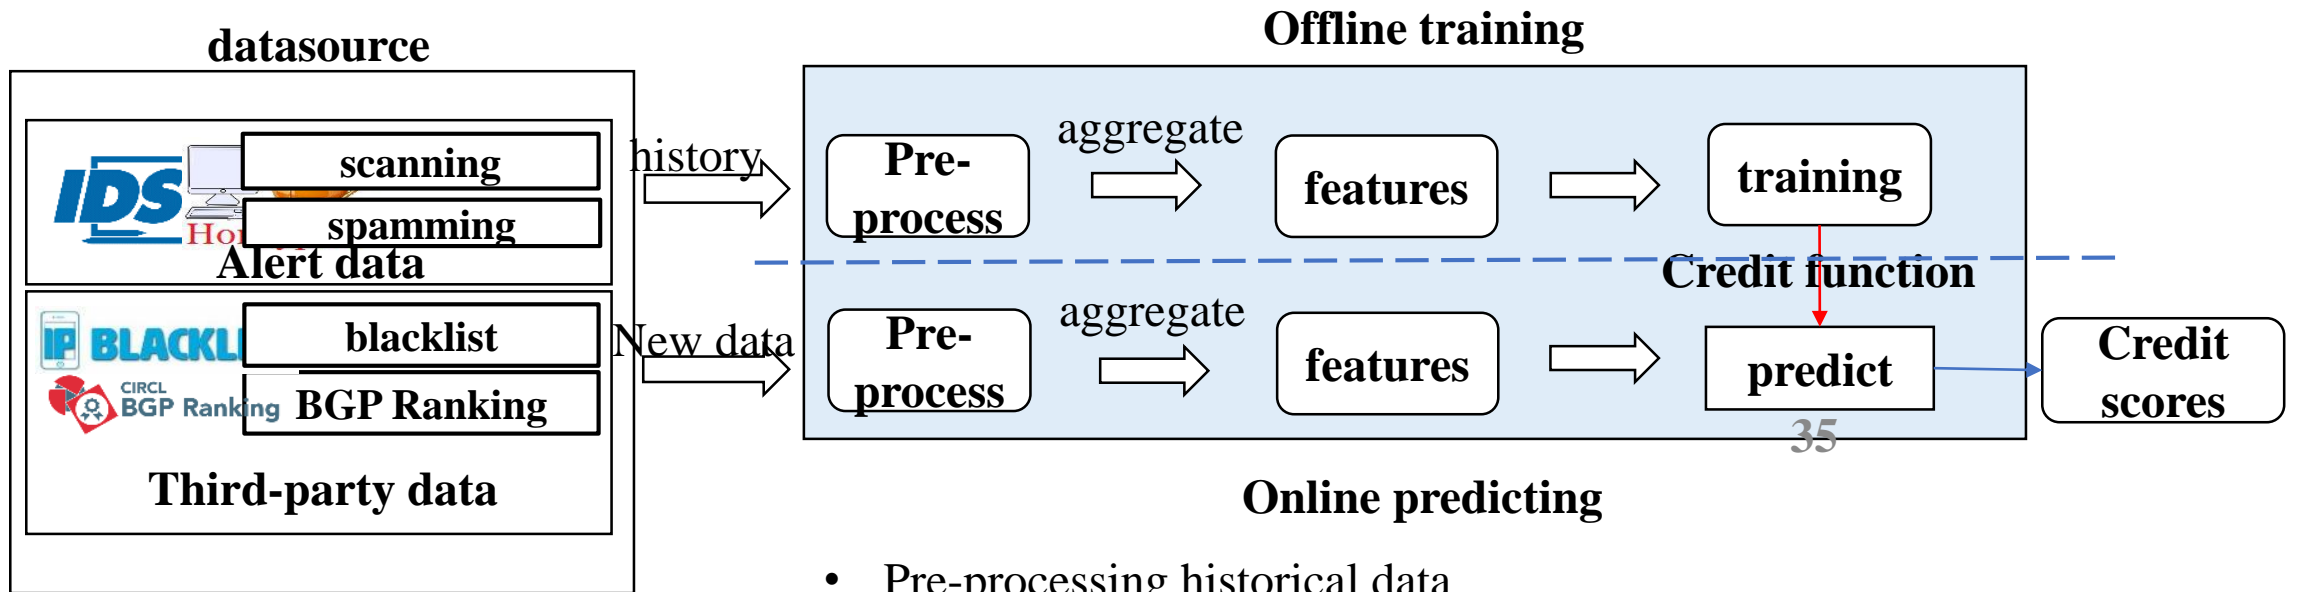 datasource
Offline training
IDS
scanning
spamming
Alert data
IP
blacklist
CIRCL
BGP Ranking
BGP Ranking
Third-party data
history
New data
Pre-
process
aggregate
features
training
Credit function
Pre-
process
aggregate
features
predict
Credit
scores
35
Online predicting
• Pre-processing historical data